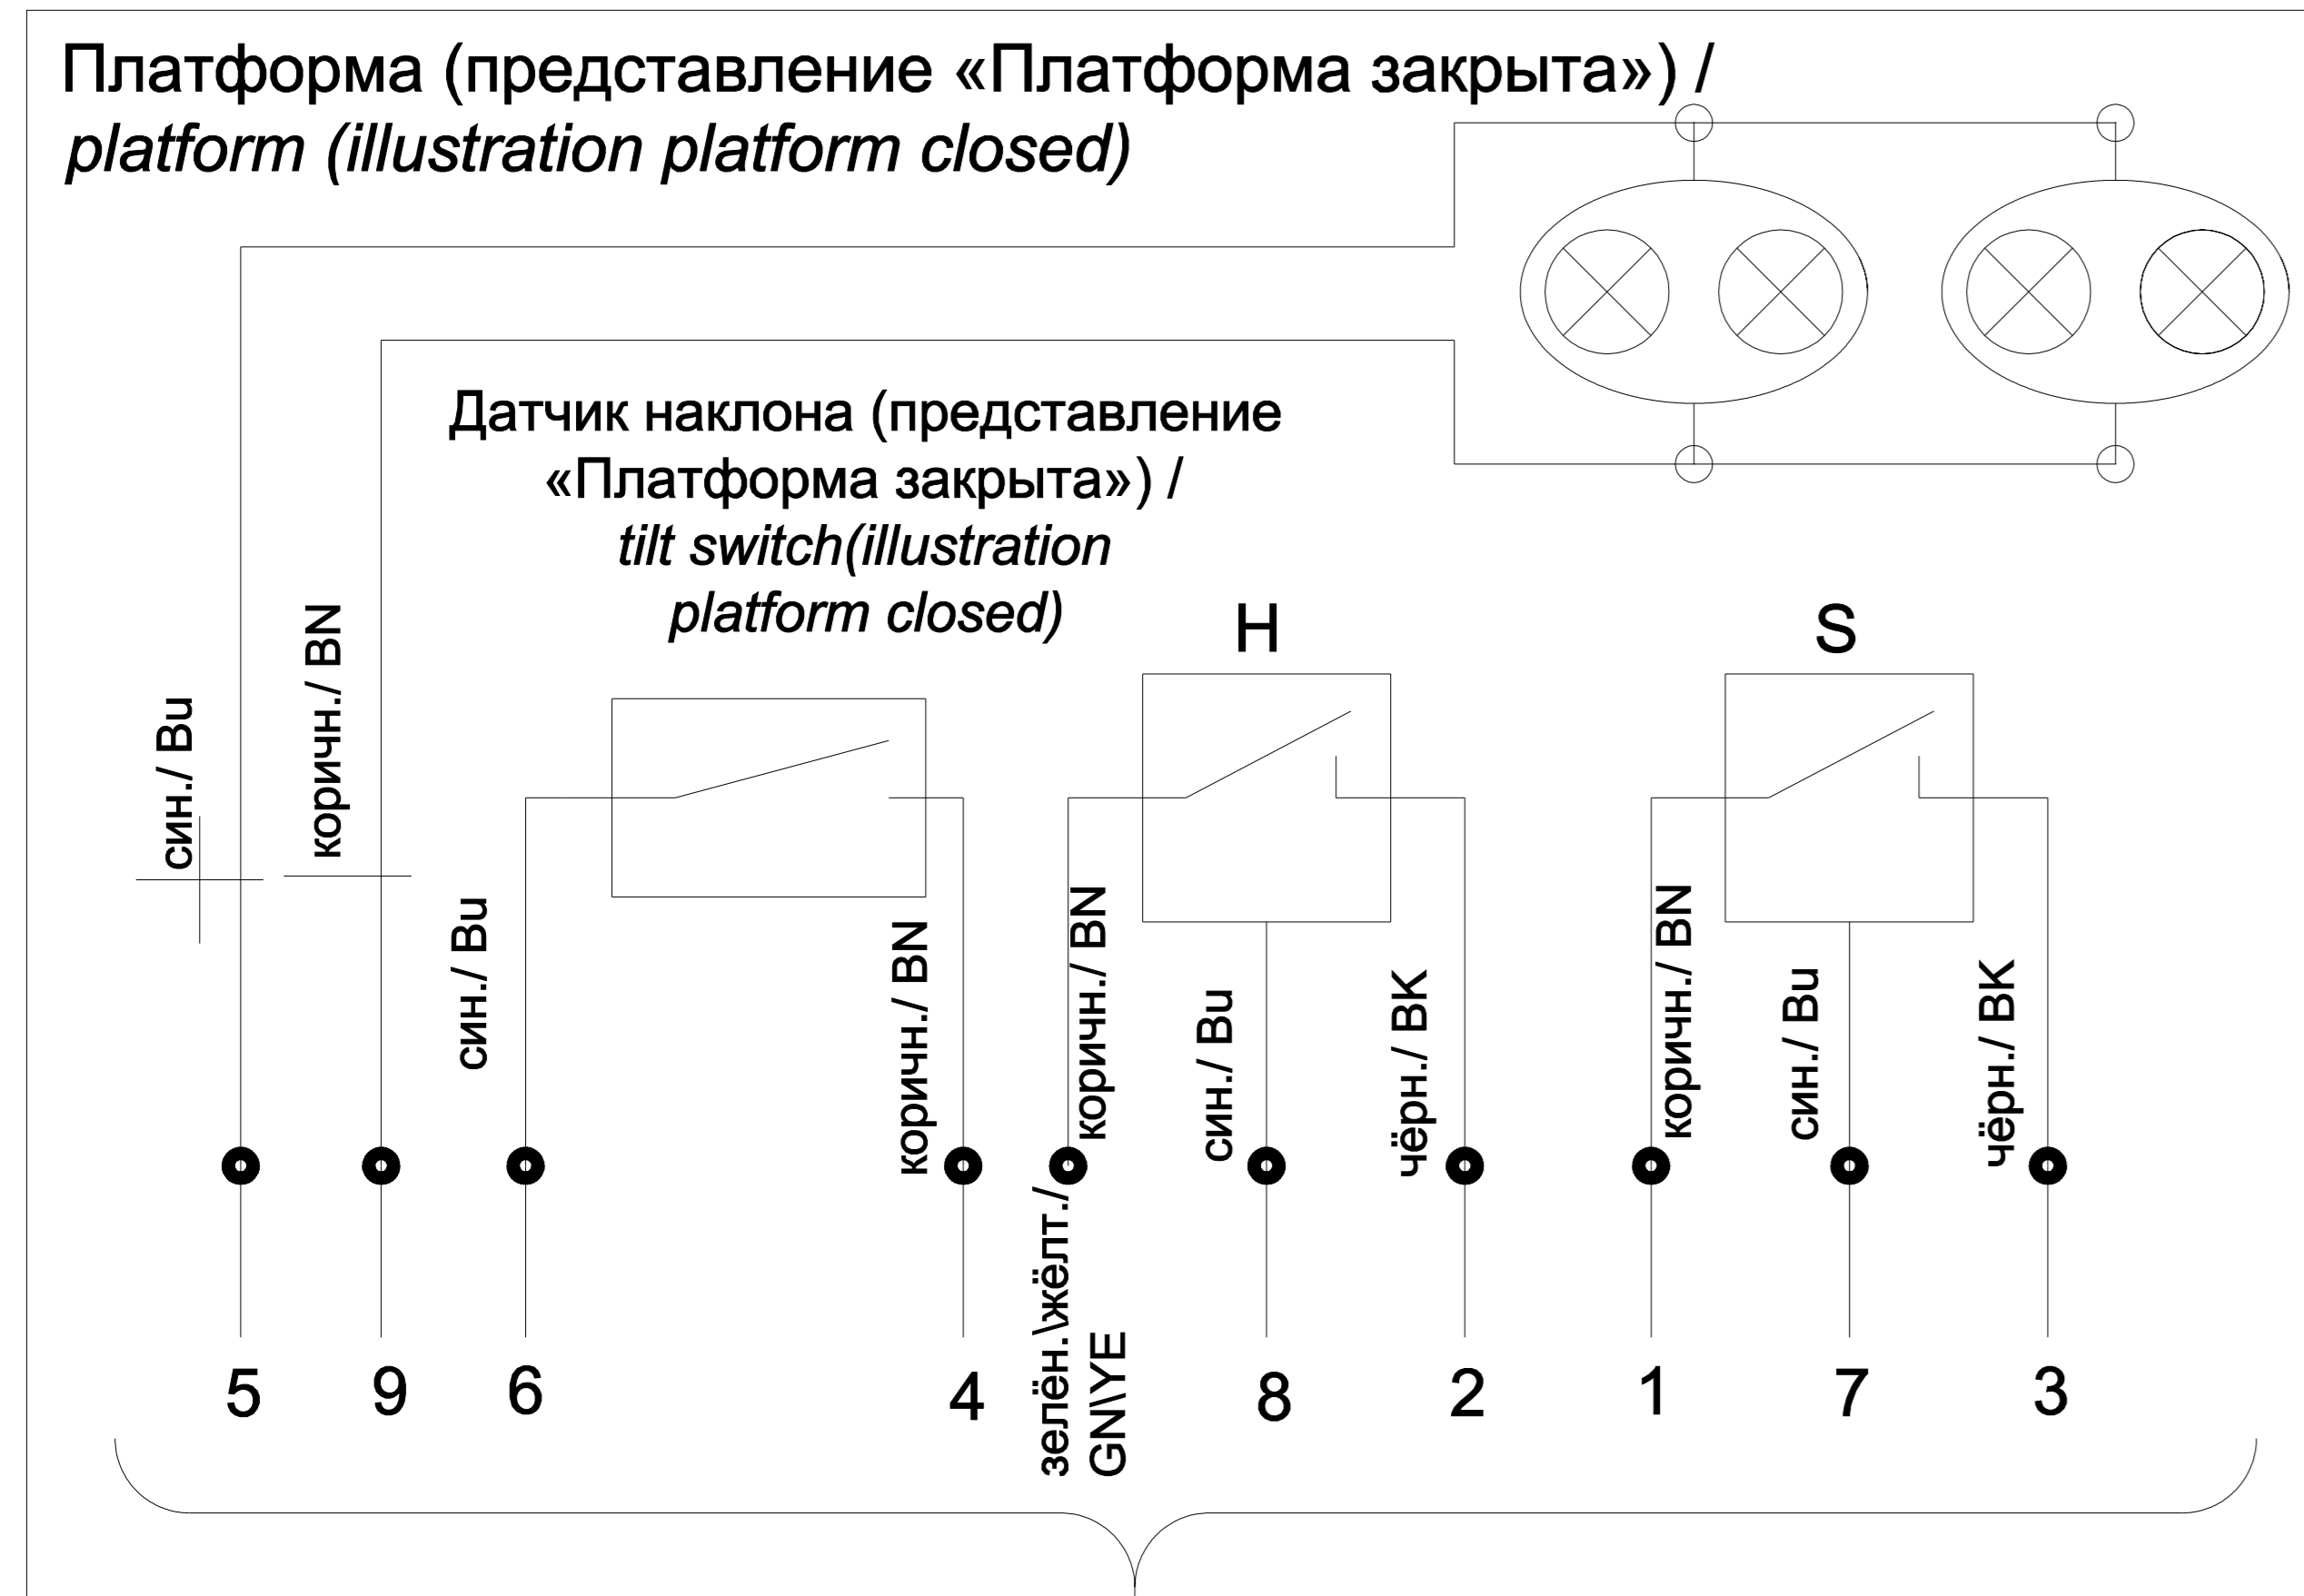 Платформа (представление «Платформа закрыта») /
platform (illustration platform closed)
Датчик наклона (представление
«Платформа закрыта») /
tilt switch(illustration
platform closed)
H
S
син./ Bu
коричн./ BN
син./ Bu
коричн./ BN
коричн./ BN
син./ Bu
чёрн./ BK
коричн./ BN
син./ Bu
чёрн./ BK
зелён.\жёлт./
GN\YE
5
9
6
4
8
2
1
7
3